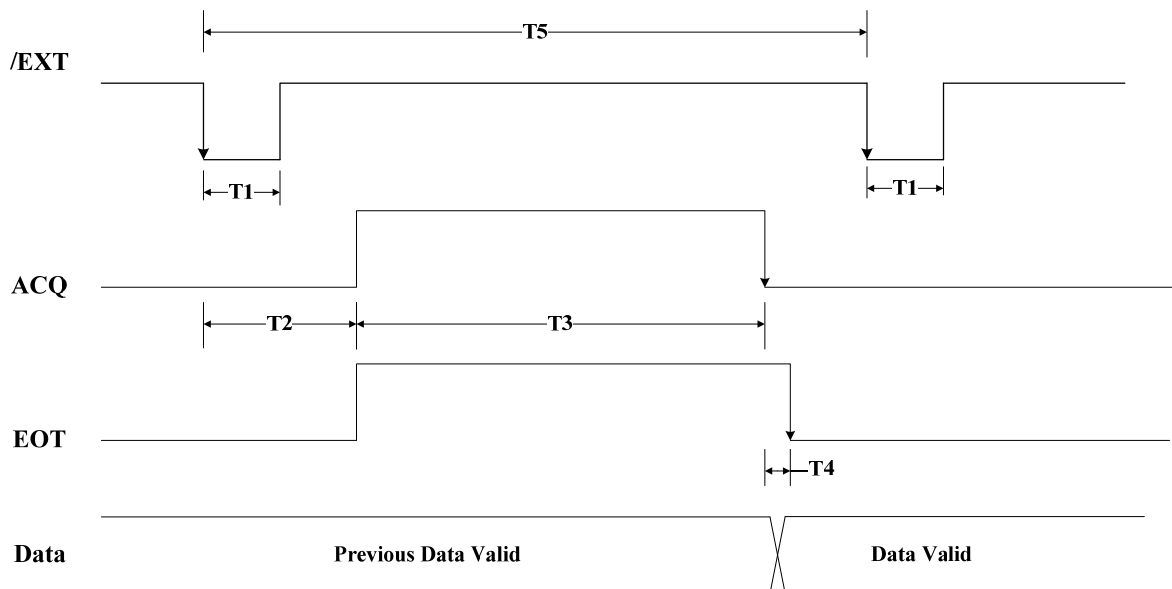 T5
/EXT
T1
T1
ACQ
T2
T3
EOT
T4
Data
Previous Data Valid
Data Valid